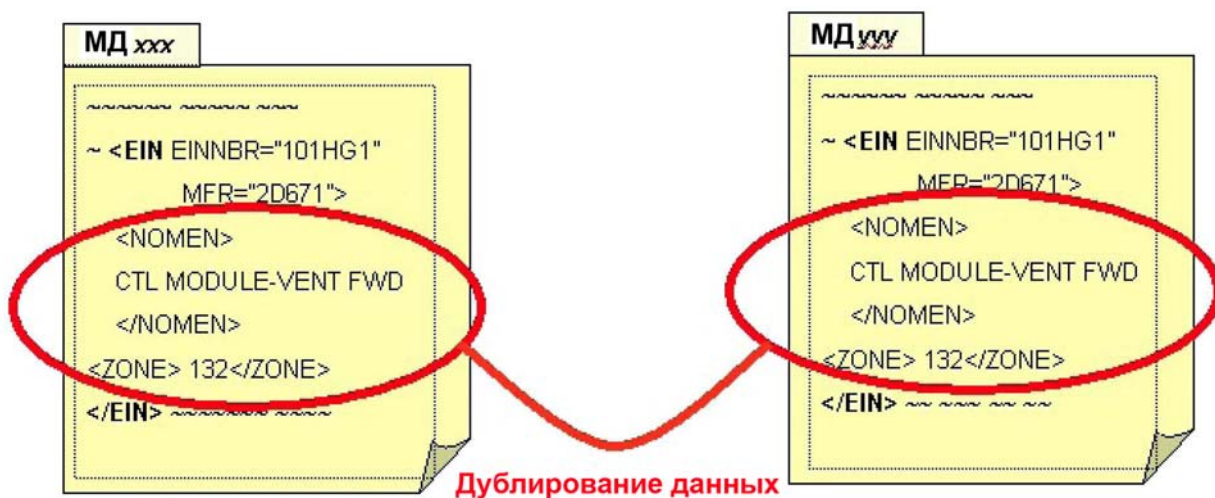 МД xxx
~~~~~~ ~~~~~ ~~~
~ <EIN EINNBR="101HG1"
MFR="2D671">
<NOMEN>
CTL MODULE-VENT FWD
</NOMEN>
<ZONE> 132</ZONE>
</EIN> ~~~~~~~ ~~~~
МД yyy
~~~~~~ ~~~~~ ~~~
~ <EIN EINNBR="101HG1"
MFR="2D671">
<NOMEN>
CTL MODULE-VENT FWD
</NOMEN>
<ZONE> 132</ZONE>
</EIN> ~~ ~~~ ~~ ~~
Дублирование данных